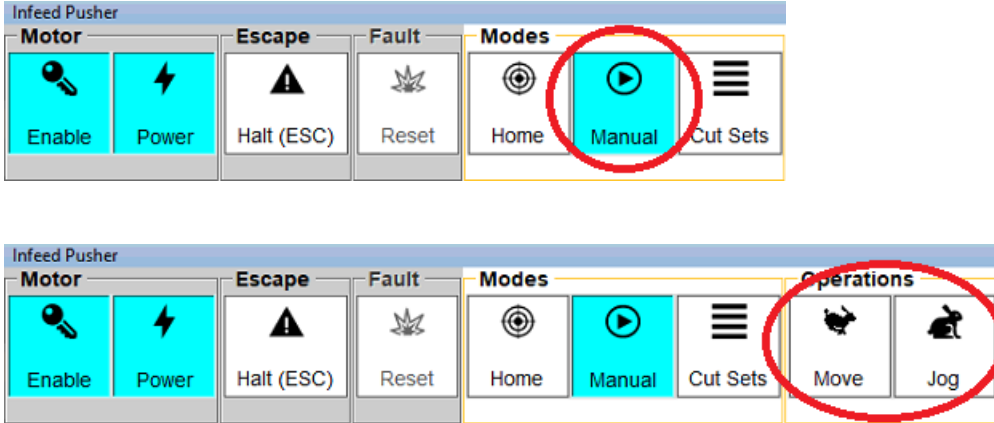 Infeed Pusher
Motor Escape Fault Modes
Enable Power Halt (ESC) Reset Home Manual Cut Sets
Infeed Pusher
Motor Escape Fault Modes Operations
Enable Power Halt (ESC) Reset Home Manual Cut Sets Move Jog